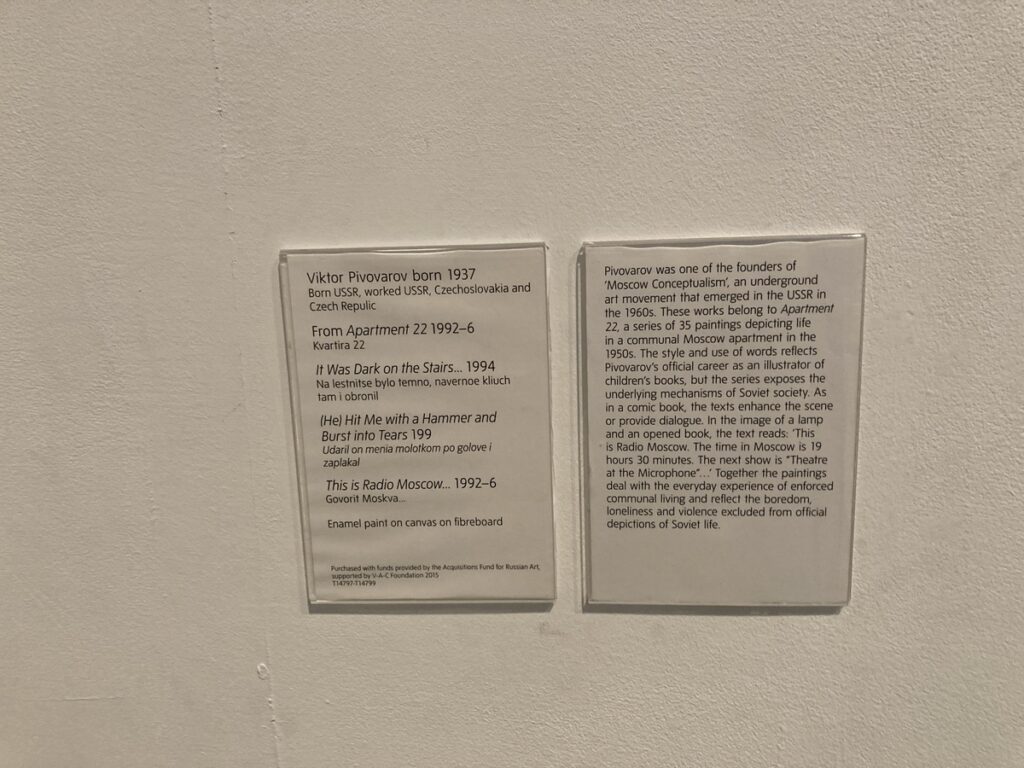 Viktor Pivovarov born 1937
Born USSR, worked USSR, Czechoslovakia and
Czech Repulic
From Apartment 22 1992–6
Kvartira 22
It Was Dark on the Stairs... 1994
Na lestnitse bylo temno, navernoe kliuch
tam i obronil
(He) Hit Me with a Hammer and
Burst into Tears 199
Udaril on menia molotkom po golove i
zaplakal
This is Radio Moscow... 1992–6
Govorit Moskva...
Enamel paint on canvas on fibreboard
Purchased with funds provided by the Acquisitions Fund for Russian Art,
supported by V-A-C Foundation 2015
T14797-T14799
Pivovarov was one of the founders of
'Moscow Conceptualism', an underground
art movement that emerged in the USSR in
the 1960s. These works belong to Apartment
22, a series of 35 paintings depicting life
in a communal Moscow apartment in the
1950s. The style and use of words reflects
Pivovarov's official career as an illustrator of
children's books, but the series exposes the
underlying mechanisms of Soviet society. As
in a comic book, the texts enhance the scene
or provide dialogue. In the image of a lamp
and an opened book, the text reads: 'This
is Radio Moscow. The time in Moscow is 19
hours 30 minutes. The next show is "Theatre
at the Microphone"...' Together the paintings
deal with the everyday experience of enforced
communal living and reflect the boredom,
loneliness and violence excluded from official
depictions of Soviet life.